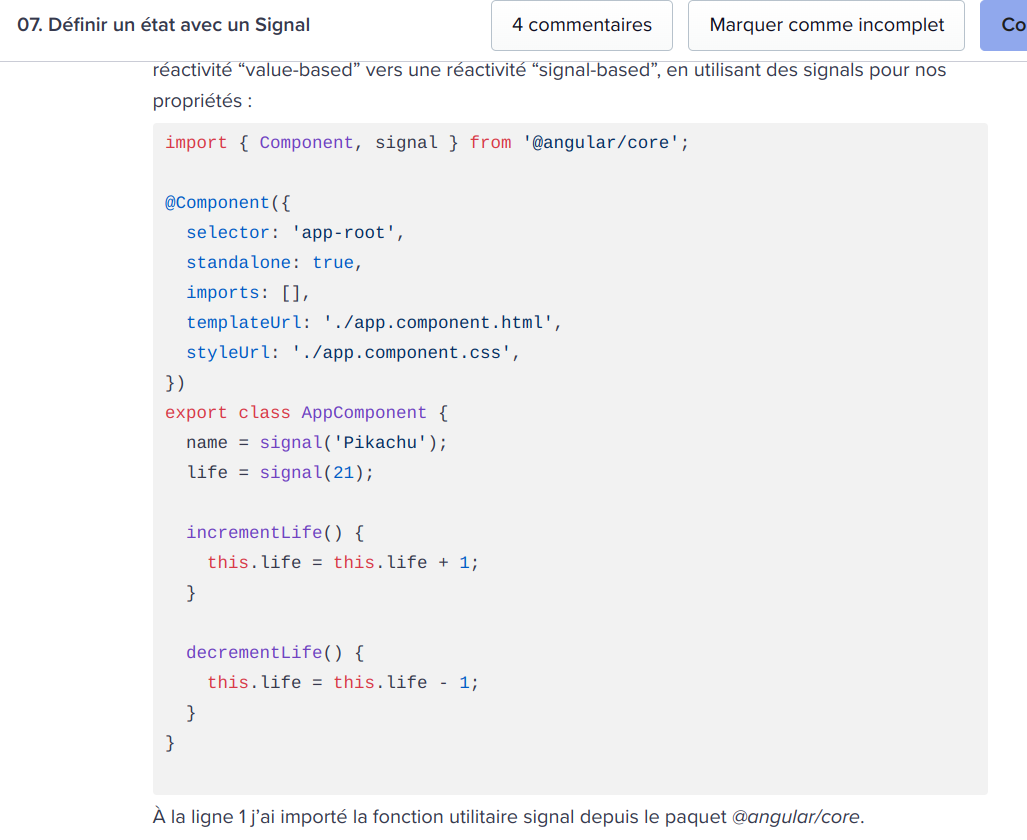 07. Définir un état avec un Signal
4 commentaires
Marquer comme incomplet
Co
réactivité “value-based” vers une réactivité “signal-based”, en utilisant des signals pour nos
propriétés :
import { Component, signal } from '@angular/core';
@Component({
  selector: 'app-root',
  standalone: true,
  imports: [],
  templateUrl: './app.component.html',
  styleUrl: './app.component.css',
})
export class AppComponent {
  name = signal('Pikachu');
  life = signal(21);
  incrementLife() {
    this.life = this.life + 1;
  }
  decrementLife() {
    this.life = this.life - 1;
  }
}
À la ligne 1 j’ai importé la fonction utilitaire signal depuis le paquet @angular/core.